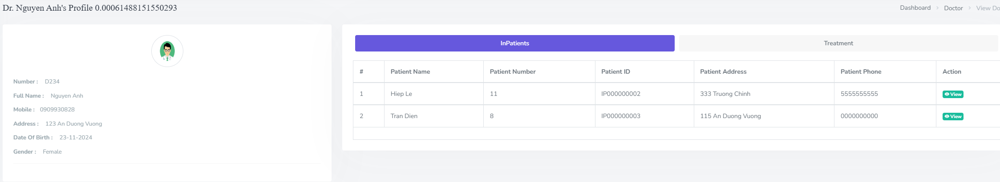 Dr. Nguyen Anh's Profile 0.00061488151550293
Dashboard > Doctor > View Do
Number : D234
Full Name : Nguyen Anh
Mobile : 0909930828
Address : 123 An Duong Vuong
Date Of Birth : 23-11-2024
Gender : Female
InPatients Treatment
# Patient Name Patient Number Patient ID Patient Address Patient Phone Action
1 Hiep Le 11 IP000000002 333 Truong Chinh 5555555555 View
2 Tran Dien 8 IP000000003 115 An Duong Vuong 0000000000 View